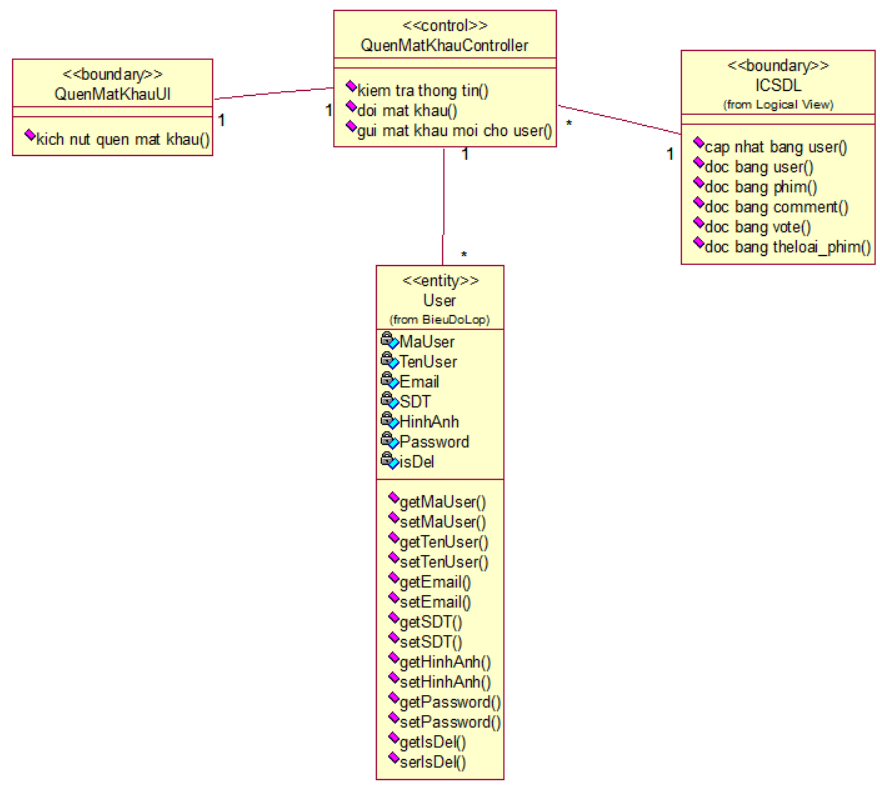 <<boundary>>
QuenMatKhauUI
kich nut quen mat khau()
1
<<control>>
QuenMatKhauController
kiem tra thong tin()
doi mat khau()
gui mat khau moi cho user()
1
1
*
<<boundary>>
ICSDL
(from Logical View)
cap nhat bang user()
doc bang user()
doc bang phim()
doc bang comment()
doc bang vote()
doc bang theloai_phim()
1
*
<<entity>>
User
(from BieuDoLop)
MaUser
TenUser
Email
SDT
HinhAnh
Password
isDel
getMaUser()
setMaUser()
getTenUser()
setTenUser()
getEmail()
setEmail()
getSDT()
setSDT()
getHinhAnh()
setHinhAnh()
getPassword()
setPassword()
getIsDel()
serIsDel()